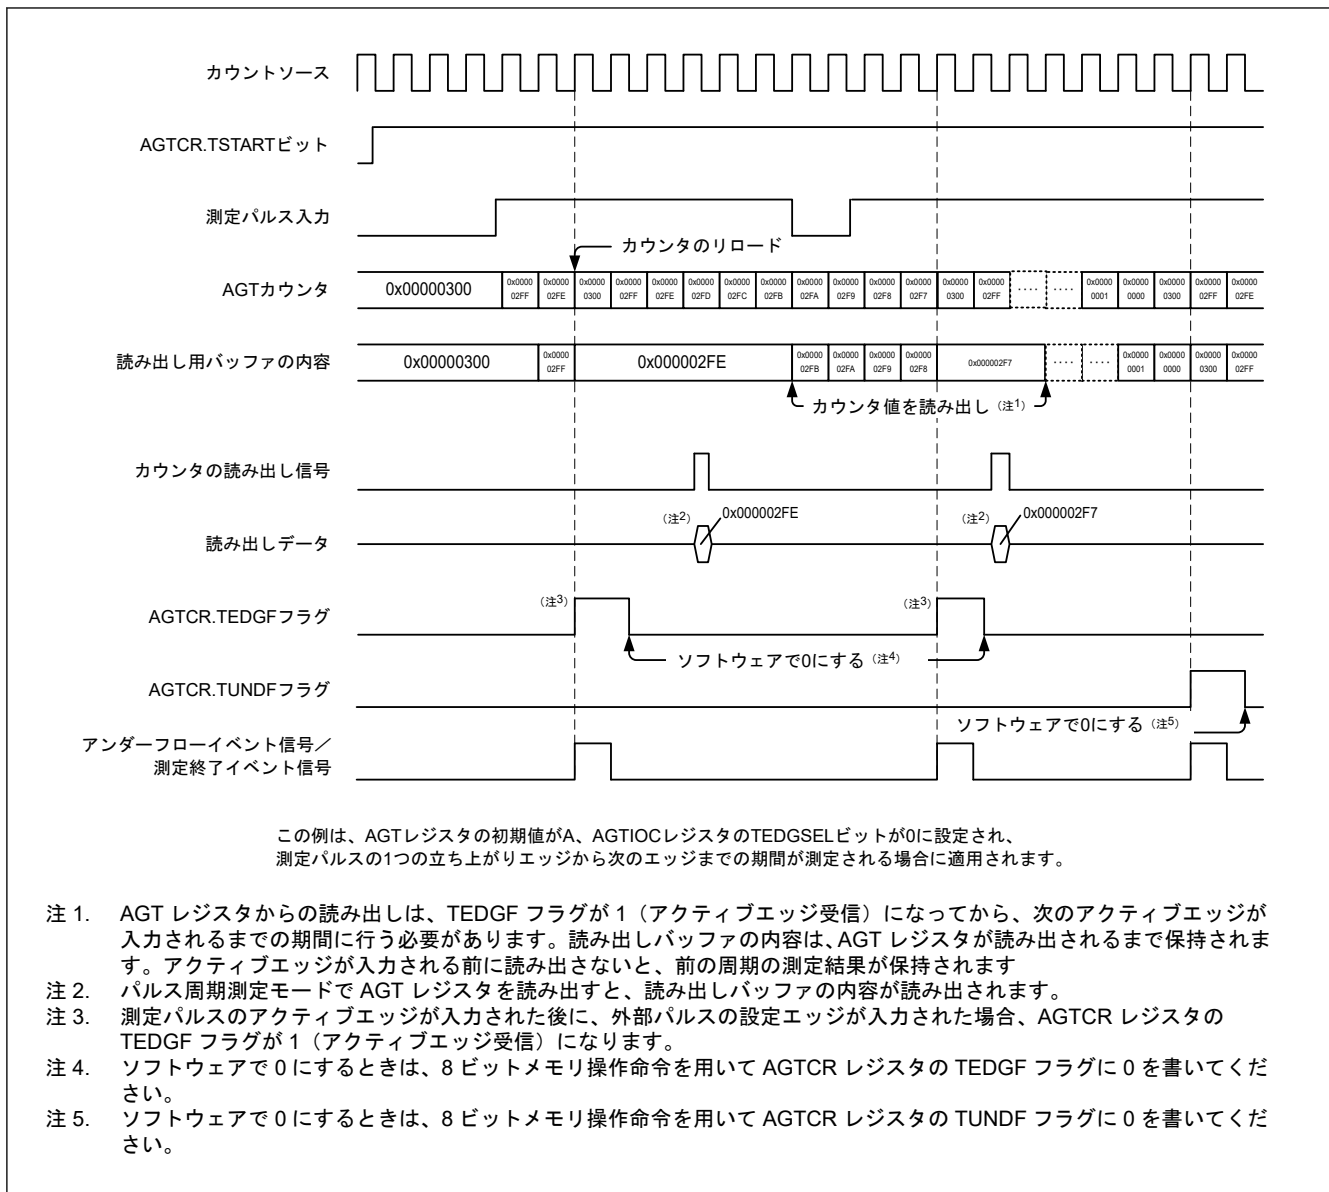 カウントソース
AGTCR.TSTARTビット
測定パルス入力
カウンタのリロード
AGTカウンタ
0x00000300
0x0000 02FF
0x0000 02FE
0x0000 0300
0x0000 02FF
0x0000 02FE
0x0000 02FD
0x0000 02FC
0x0000 02FB
0x0000 02FA
0x0000 02F9
0x0000 02F8
0x0000 02F7
0x0000 0300
0x0000 02FF
....
....
0x0000 0001
0x0000 0000
0x0000 0300
0x0000 02FF
0x0000 02FE
読み出し用バッファの内容
0x00000300
0x0000 02FF
0x000002FE
0x0000 02FB
0x0000 02FA
0x0000 02F9
0x0000 02F8
0x000002F7
....
....
0x0000 0001
0x0000 0000
0x0000 0300
0x0000 02FF
カウンタ値を読み出し（注1）
カウンタの読み出し信号
（注2）
0x000002FE
（注2）
0x000002F7
読み出しデータ
（注3）
（注3）
AGTCR.TEDGFフラグ
ソフトウェアで0にする（注4）
AGTCR.TUNDFフラグ
ソフトウェアで0にする（注5）
アンダーフローイベント信号／
測定終了イベント信号
この例は、AGTレジスタの初期値がA、AGTIOCレジスタのTEDGSELビットが0に設定され、
測定パルスの1つの立ち上がりエッジから次のエッジまでの期間が測定される場合に適用されます。
注 1. AGT レジスタからの読み出しは、TEDGF フラグが 1（アクティブエッジ受信）になってから、次のアクティブエッジが
入力されるまでの期間に行う必要があります。読み出しバッファの内容は、AGT レジスタが読み出されるまで保持されま
す。アクティブエッジが入力される前に読み出さないと、前の周期の測定結果が保持されます
注 2. パルス周期測定モードで AGT レジスタを読み出すと、読み出しバッファの内容が読み出されます。
注 3. 測定パルスのアクティブエッジが入力された後に、外部パルスの設定エッジが入力された場合、AGTCR レジスタの
TEDGF フラグが 1（アクティブエッジ受信）になります。
注 4. ソフトウェアで 0 にするときは、8 ビットメモリ操作命令を用いて AGTCR レジスタの TEDGF フラグに 0 を書いてくだ
さい。
注 5. ソフトウェアで 0 にするときは、8 ビットメモリ操作命令を用いて AGTCR レジスタの TUNDF フラグに 0 を書いてくだ
さい。